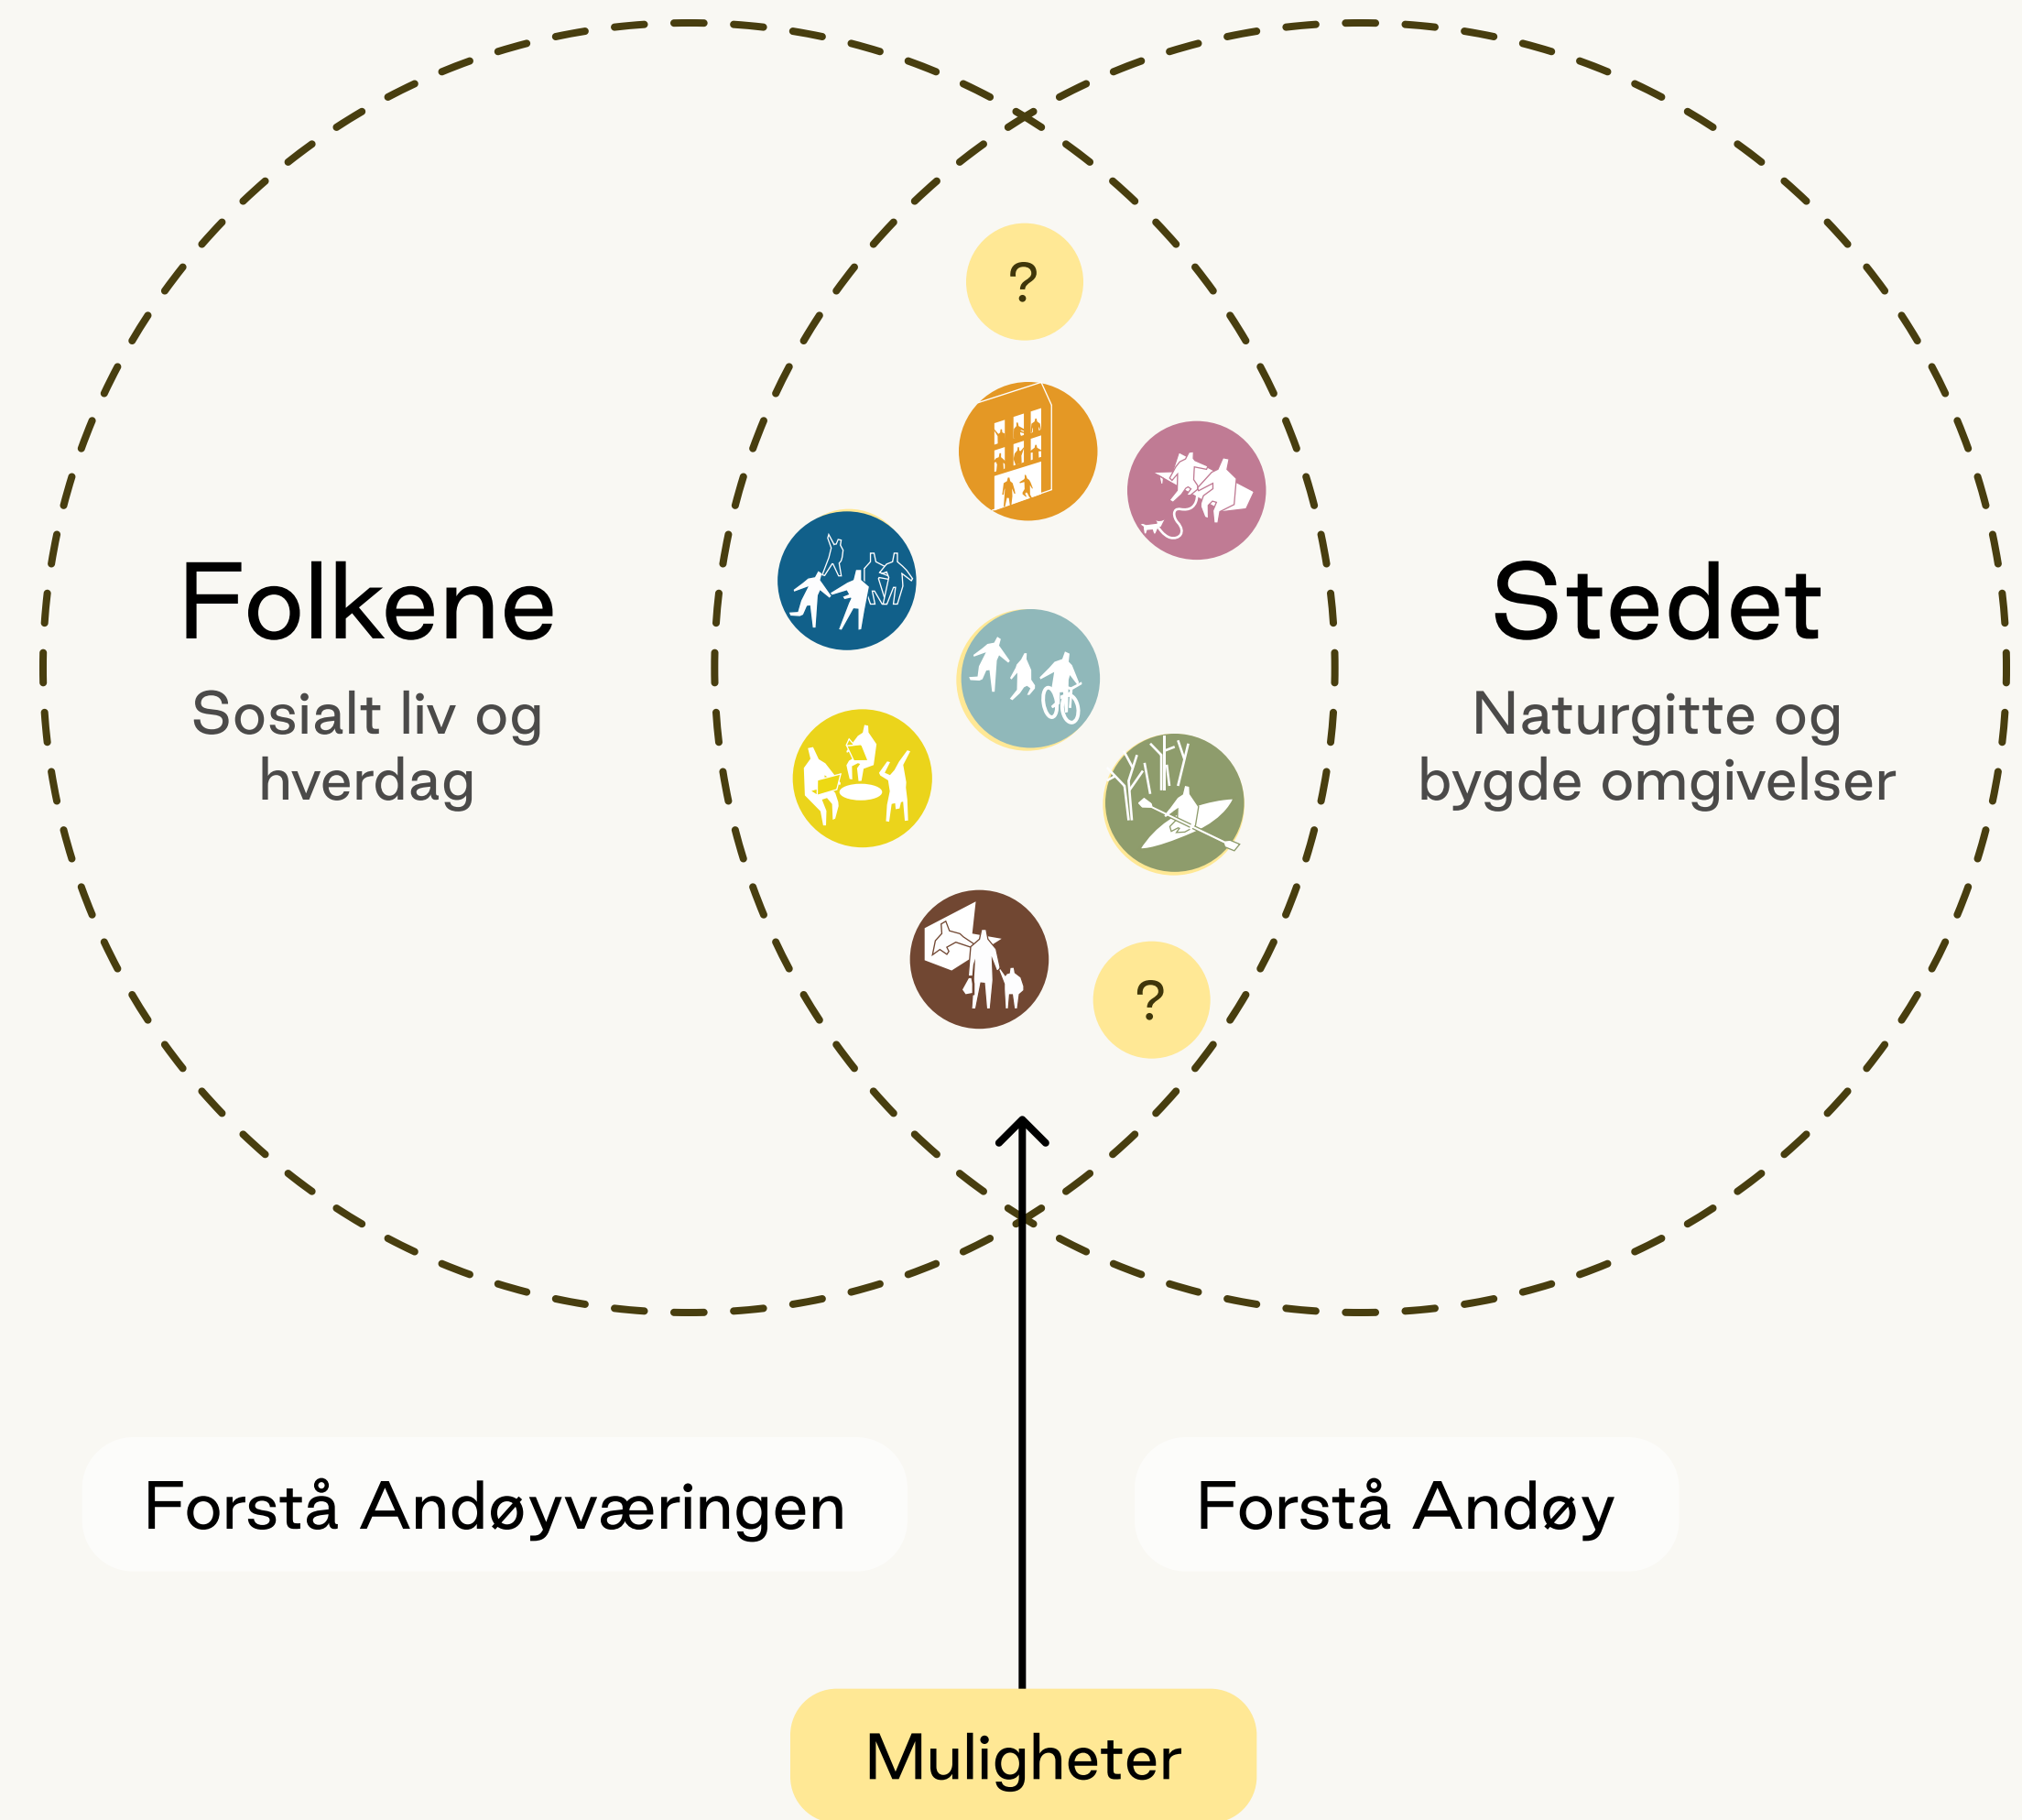 ?
Folkene
Sosialt liv og
hverdag
Stedet
Naturgitte og
bygde omgivelser
?
Forstå Andøyværingen
Forstå Andøy
Muligheter